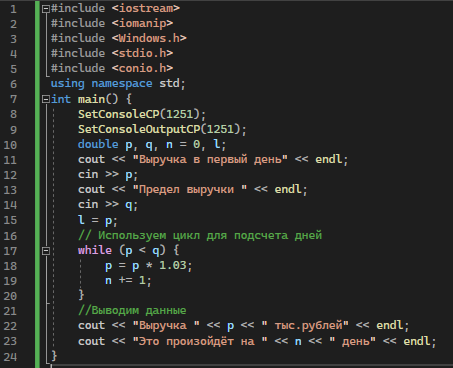 1 #include <iostream>
2 #include <iomanip>
3 #include <Windows.h>
4 #include <stdio.h>
5 #include <conio.h>
6 using namespace std;
7 int main() {
8 SetConsoleCP(1251);
9 SetConsoleOutputCP(1251);
10 double p, q, n = 0, l;
11 cout << "Выручка в первый день" << endl;
12 cin >> p;
13 cout << "Предел выручки " << endl;
14 cin >> q;
15 l = p;
16 // Используем цикл для подсчета дней
17 while (p < q) {
18 p = p * 1.03;
19 n += 1;
20 }
21 //Выводим данные
22 cout << "Выручка " << p << " тыс.рублей" << endl;
23 cout << "Это произойдёт на " << n << " день" << endl;
24 }